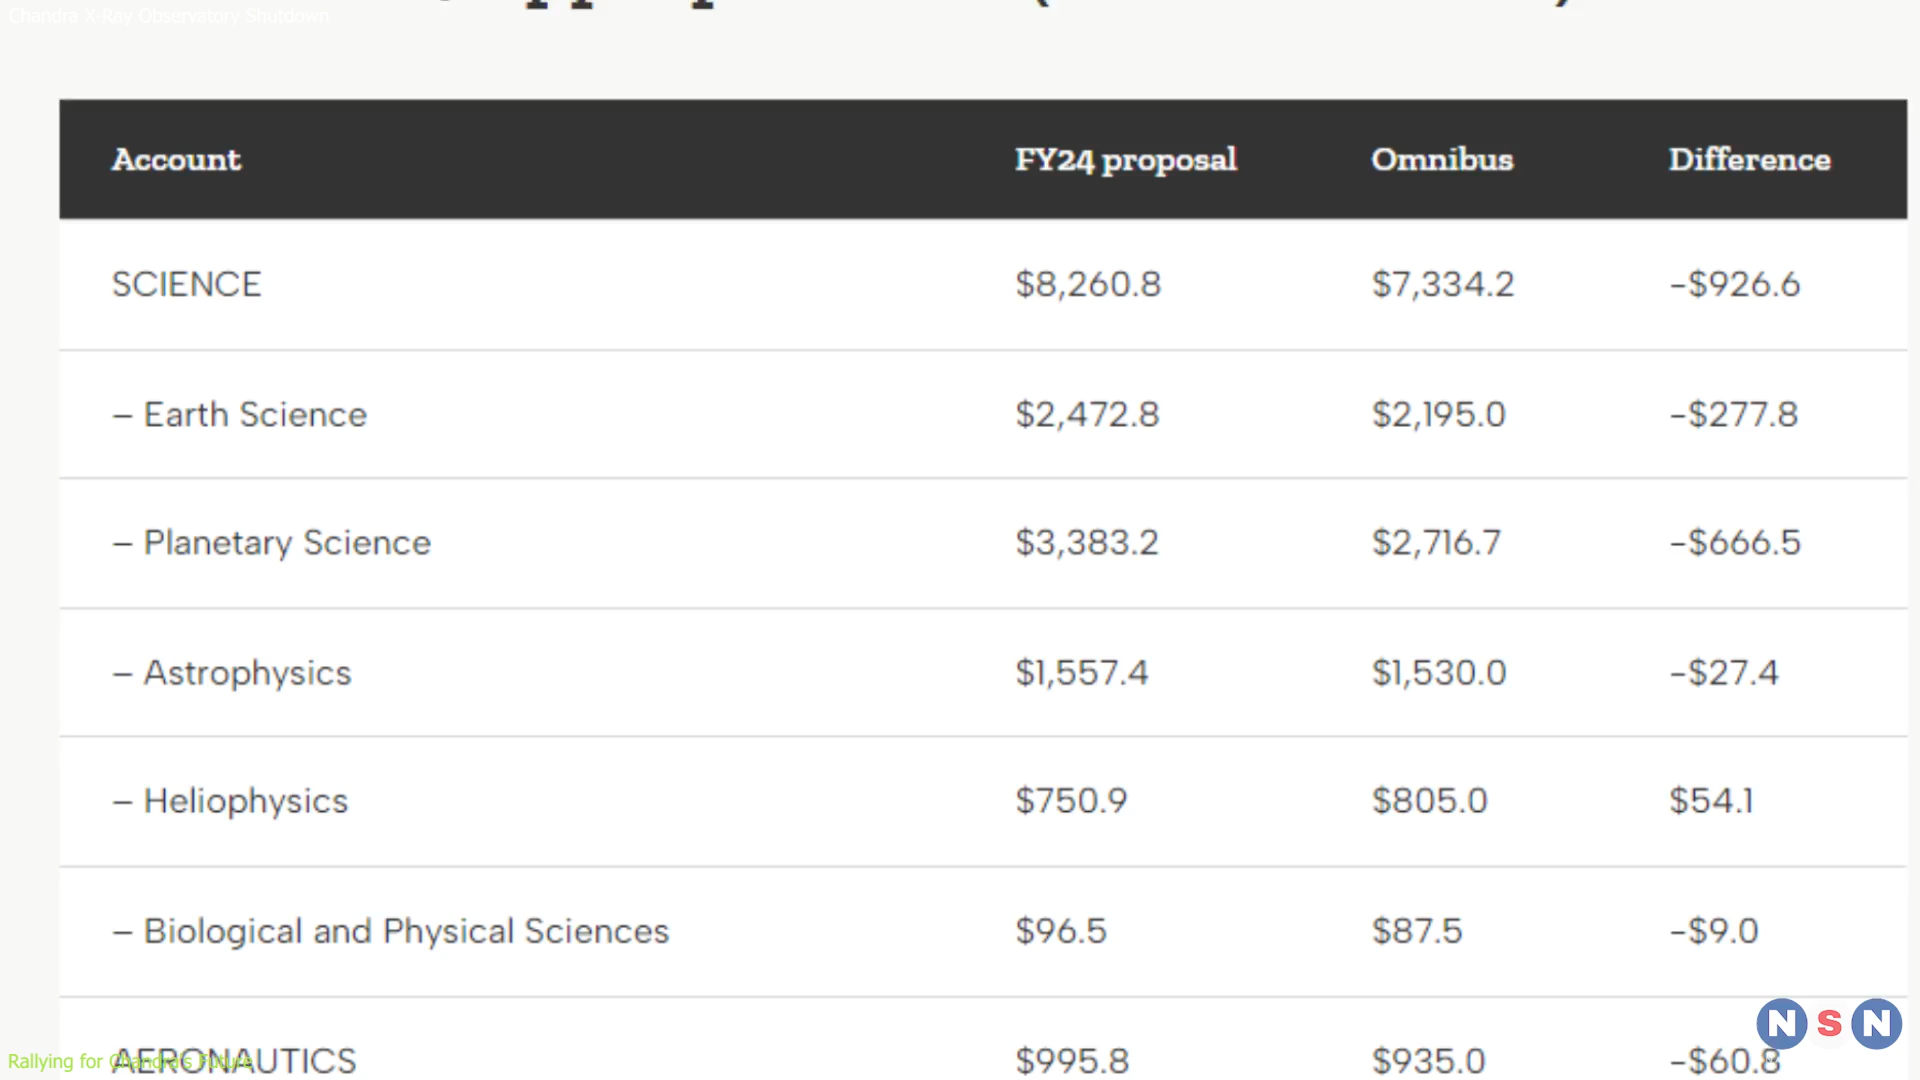 Chandra X-Ray Observatory Shutdown
Account FY24 proposal Omnibus Difference
SCIENCE $8,260.8 $7,334.2 -$926.6
– Earth Science $2,472.8 $2,195.0 -$277.8
– Planetary Science $3,383.2 $2,716.7 -$666.5
– Astrophysics $1,557.4 $1,530.0 -$27.4
– Heliophysics $750.9 $805.0 $54.1
– Biological and Physical Sciences $96.5 $87.5 -$9.0
AERONAUTICS $995.8 $935.0 -$60.8
Rallying for Chandra's Future
N S N